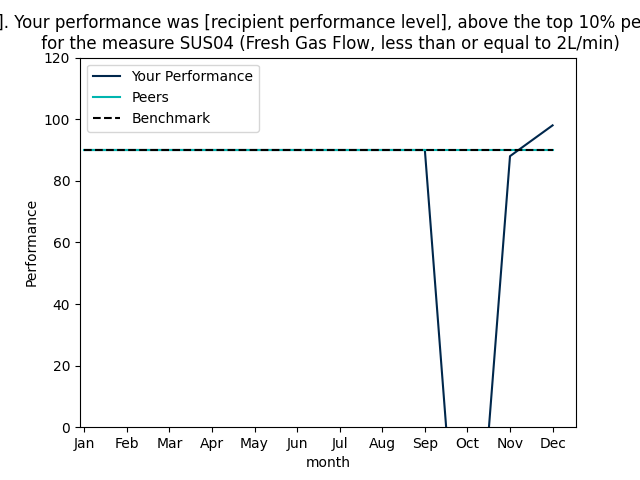 ]. Your performance was [recipient performance level], above the top 10% pe
for the measure SUS04 (Fresh Gas Flow, less than or equal to 2L/min)
120
100
80
60
40
20
0
Performance
Your Performance
Peers
Benchmark
Jan Feb Mar Apr May Jun Jul Aug Sep Oct Nov Dec
month